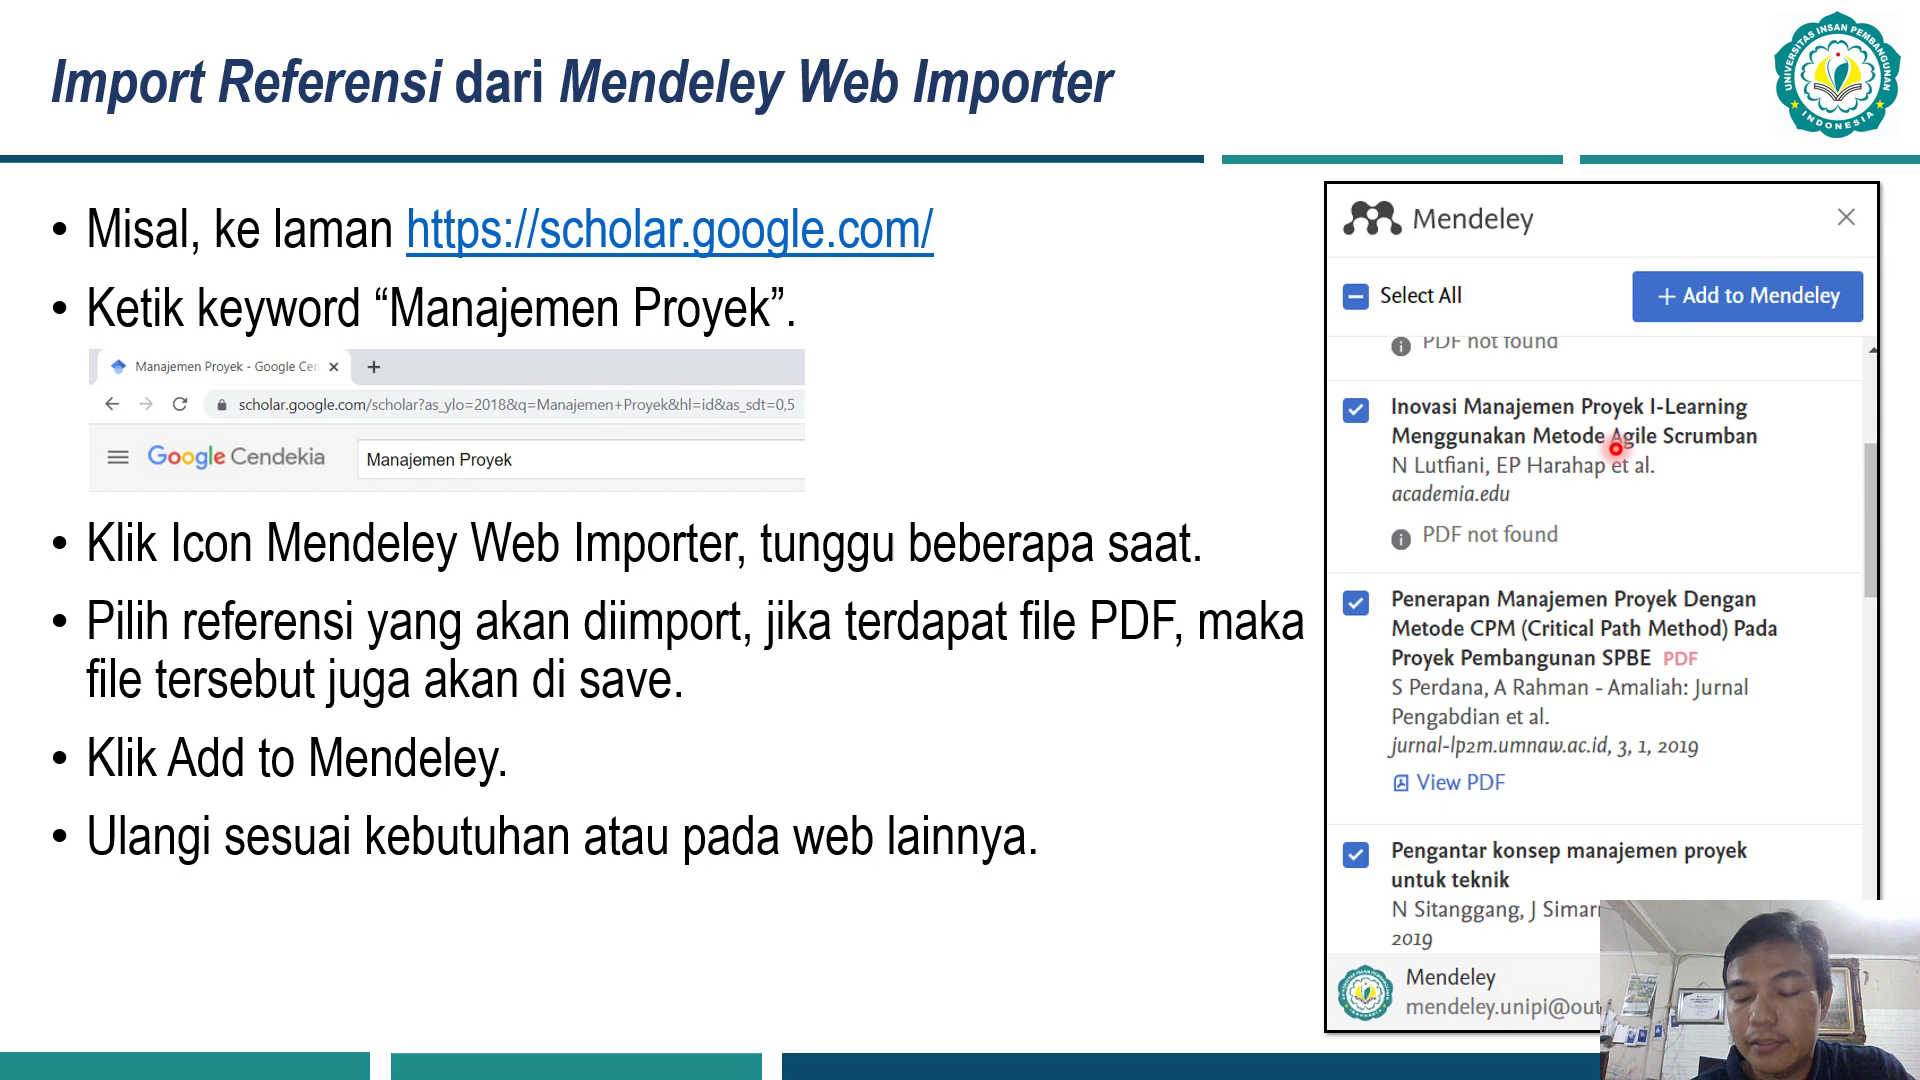 Import Referensi dari Mendeley Web Importer
UNIVERSITAS INSAN PEMBANGUNAN
INDONESIA
• Misal, ke laman https://scholar.google.com/
• Ketik keyword “Manajemen Proyek”.
Manajemen Proyek - Google Cen
scholar.google.com/scholar?as_ylo=2018&q=Manajemen+Proyek&hl=id&as_sdt=0,5
Google Cendekia
Manajemen Proyek
• Klik Icon Mendeley Web Importer, tunggu beberapa saat.
• Pilih referensi yang akan diimport, jika terdapat file PDF, maka
file tersebut juga akan di save.
• Klik Add to Mendeley.
• Ulangi sesuai kebutuhan atau pada web lainnya.
Mendeley
Select All
+ Add to Mendeley
PDF not found
Inovasi Manajemen Proyek I-Learning
Menggunakan Metode Agile Scrumban
N Lutfiani, EP Harahap et al.
academia.edu
PDF not found
Penerapan Manajemen Proyek Dengan
Metode CPM (Critical Path Method) Pada
Proyek Pembangunan SPBE PDF
S Perdana, A Rahman - Amaliah: Jurnal
Pengabdian et al.
jurnal-lp2m.umnaw.ac.id, 3, 1, 2019
View PDF
Pengantar konsep manajemen proyek
untuk teknik
N Sitanggang, J Simar
2019
Mendeley
mendeley.unipi@out